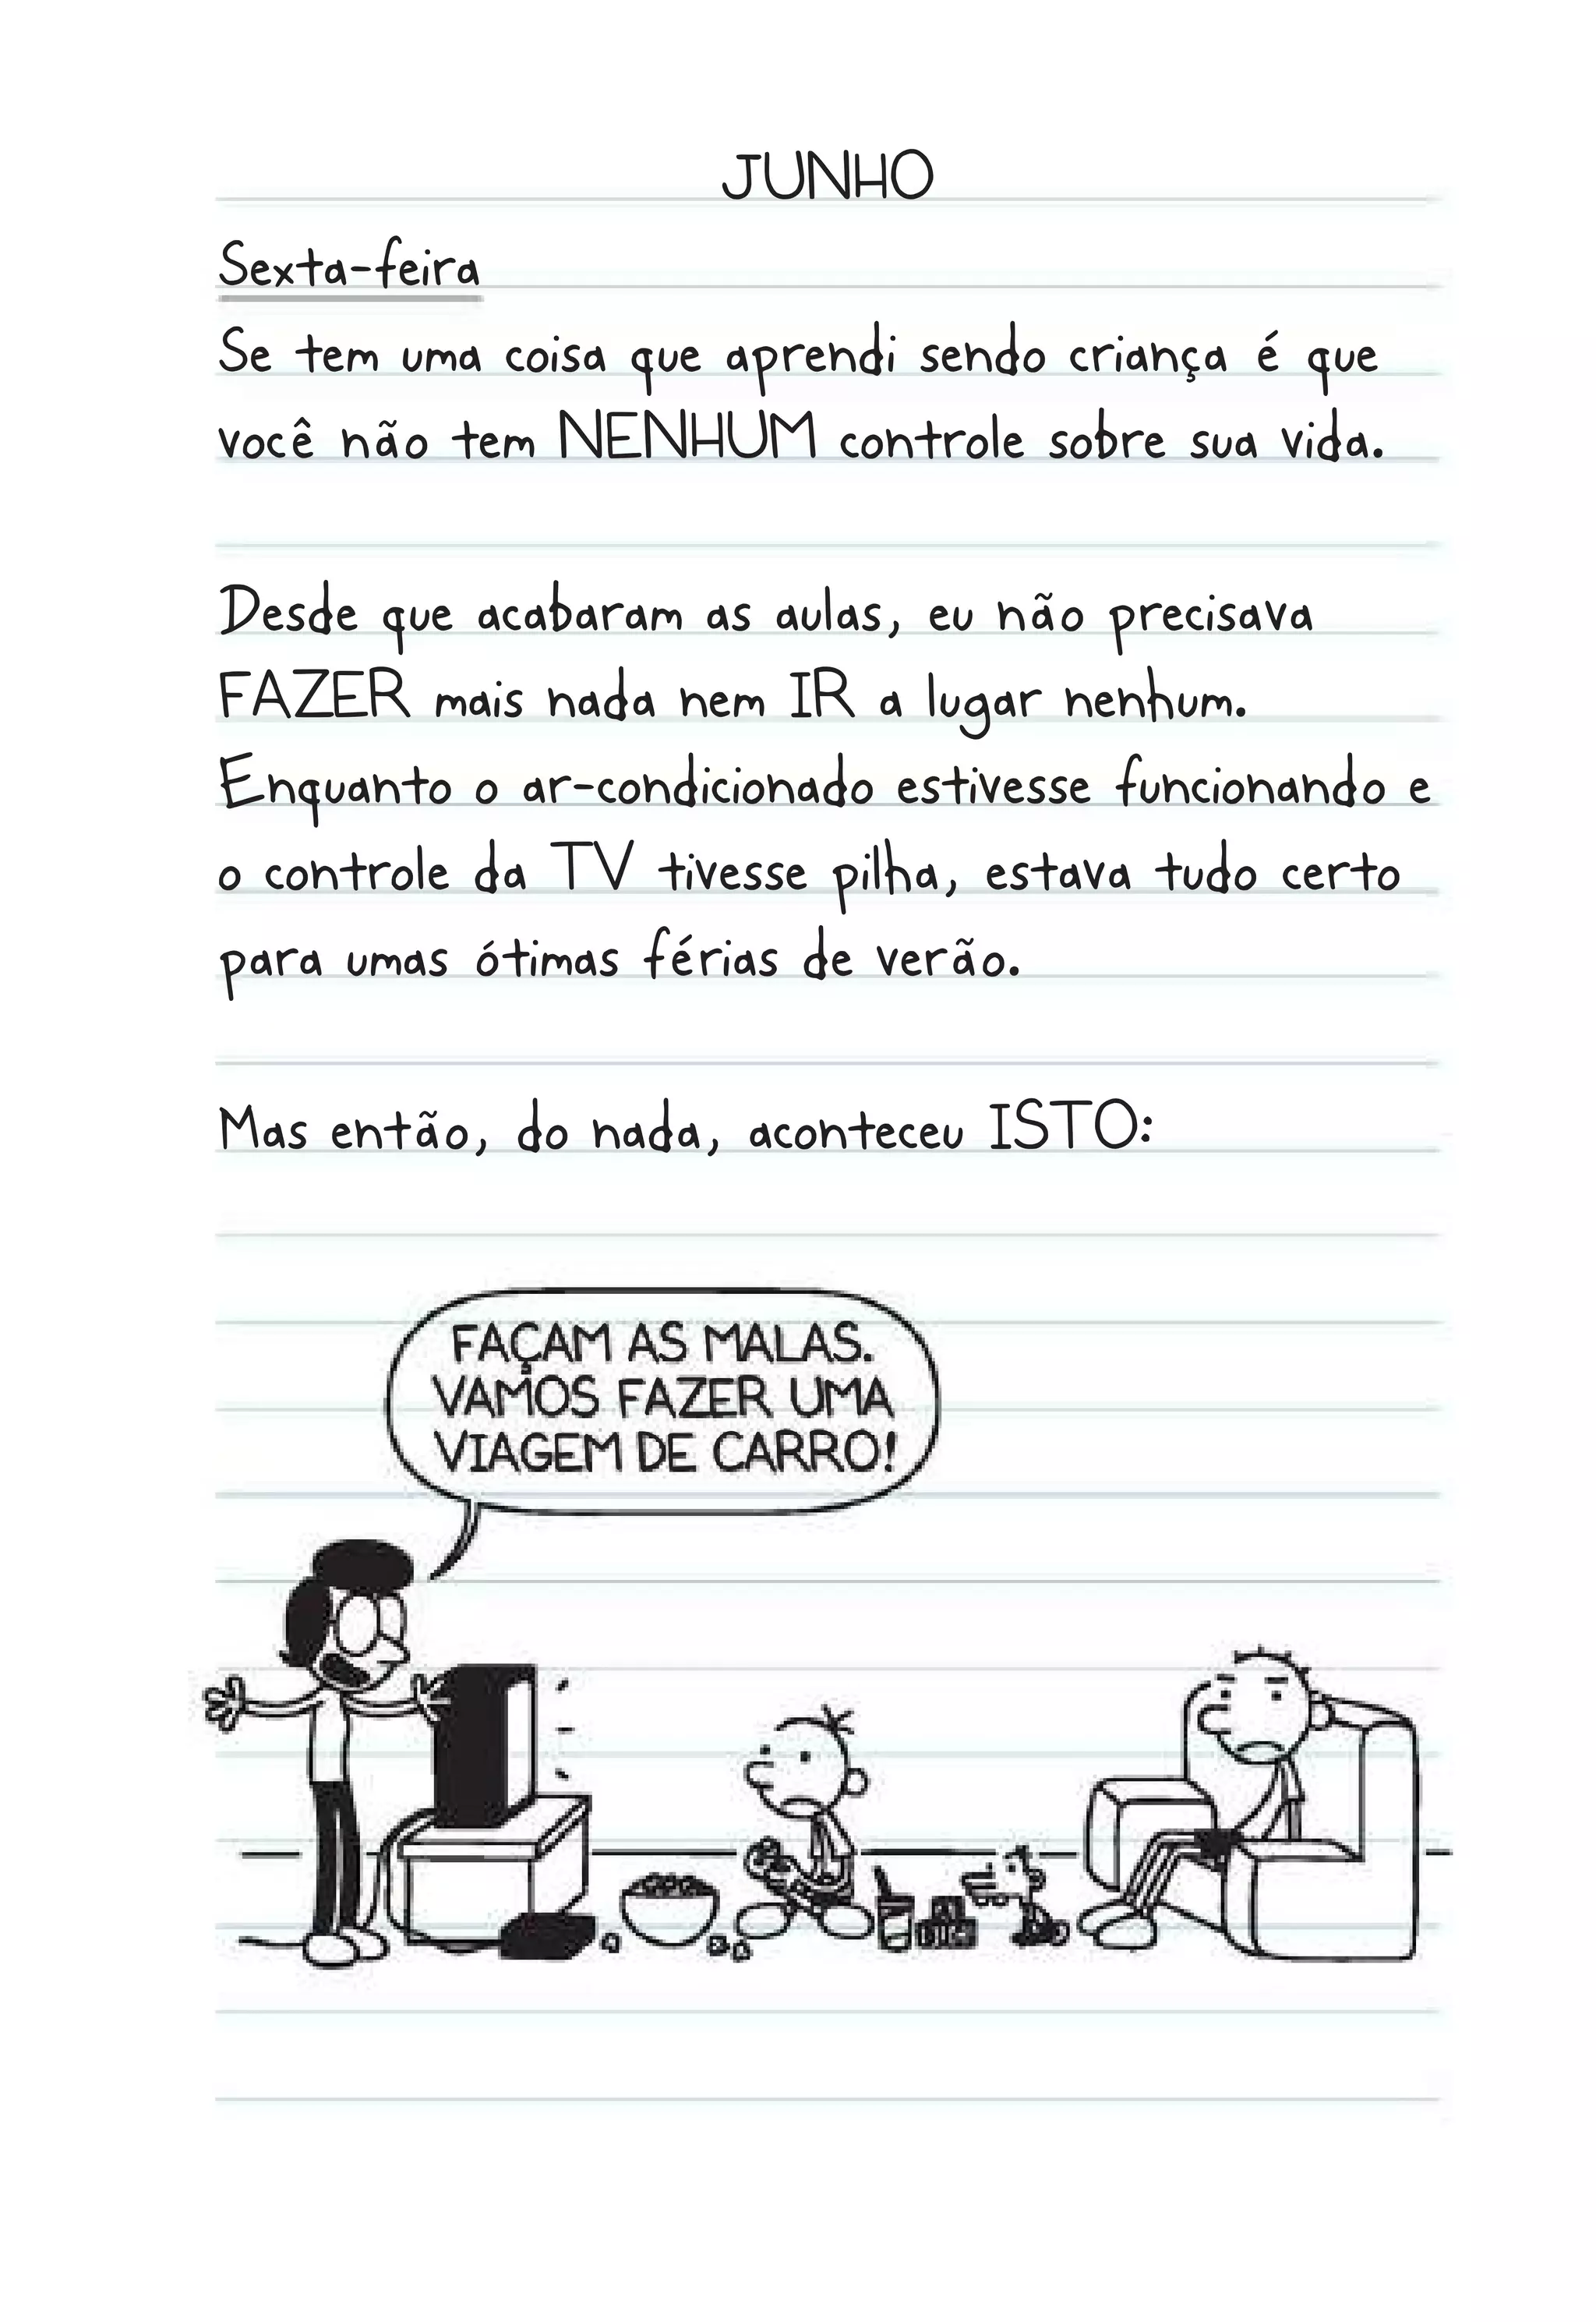 JUNHO
Sexta-feira
Se tem uma coisa que aprendi sendo criança é que
você não tem NENHUM controle sobre sua vida.
Desde que acabaram as aulas, eu não precisava
FAZER mais nada nem IR a lugar nenhum.
Enquanto o ar-condicionado estivesse funcionando e
o controle da TV tivesse pilha, estava tudo certo
para umas ótimas férias de verão.
Mas então, do nada, aconteceu ISTO:
FAÇAM AS MALAS.
VAMOS FAZER UMA
VIAGEM DE CARRO!